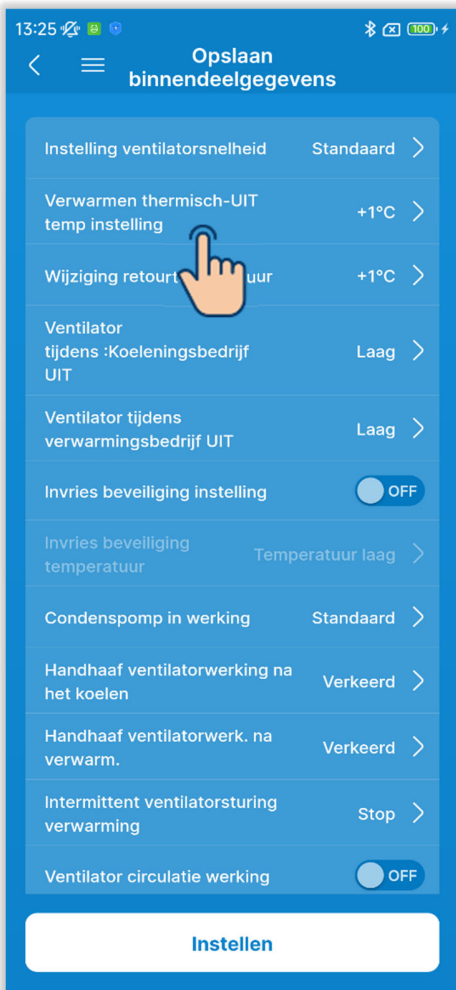 13:25
100
Opslaan
binnendeelgegevens
Instelling ventilatorsnelheid Standaard
Verwarmen thermisch-UIT
temp instelling
+1°C
Wijziging retourt uur +1°C
Ventilator
tijdens :Koeleningsbedrijf
UIT
Laag
Ventilator tijdens
verwarmingsbedrijf UIT
Laag
Invries beveiliging instelling OFF
Invries beveiliging
temperatuur
Temperatuur laag
Condenspomp in werking Standaard
Handhaaf ventilatorwerking na
het koelen
Verkeerd
Handhaaf ventilatorwerk. na
verwarm.
Verkeerd
Intermittent ventilatorsturing
verwarming
Stop
Ventilator circulatie werking OFF
Instellen